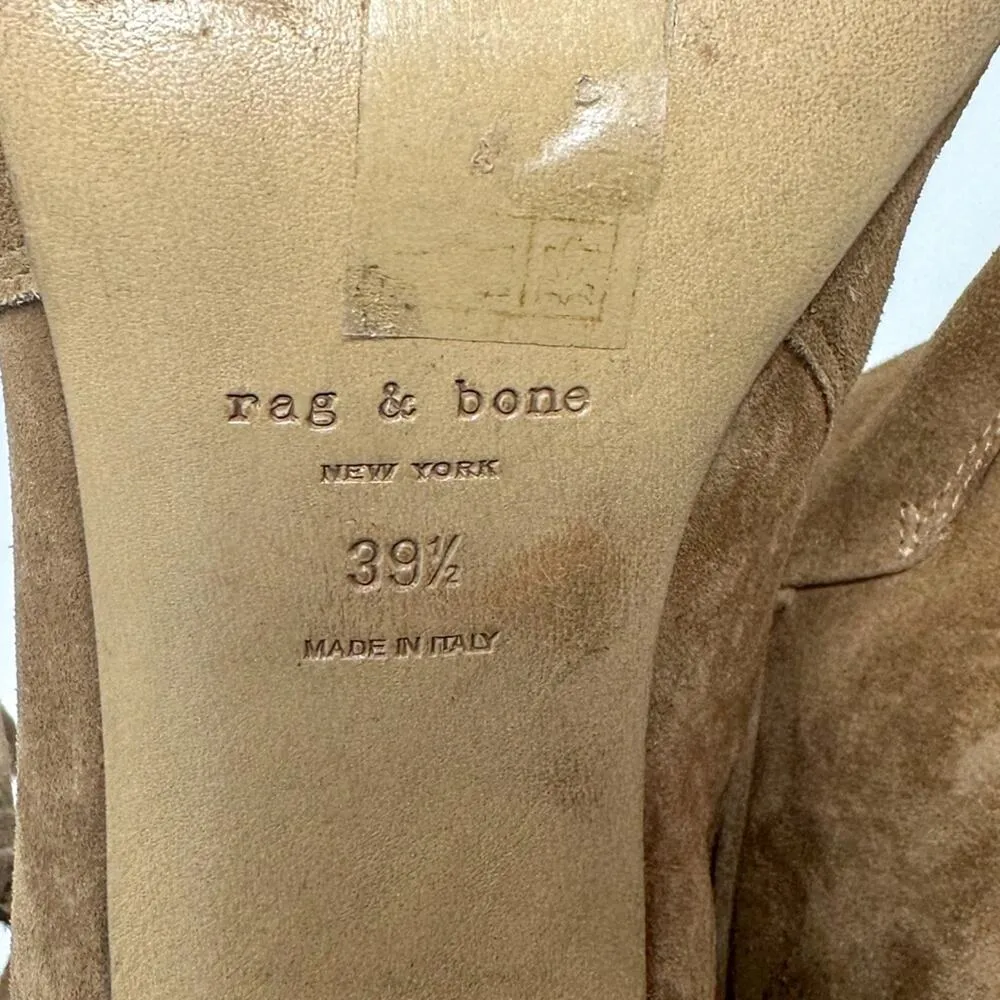 rag & bone
NEW YORK
39½
MADE IN ITALY